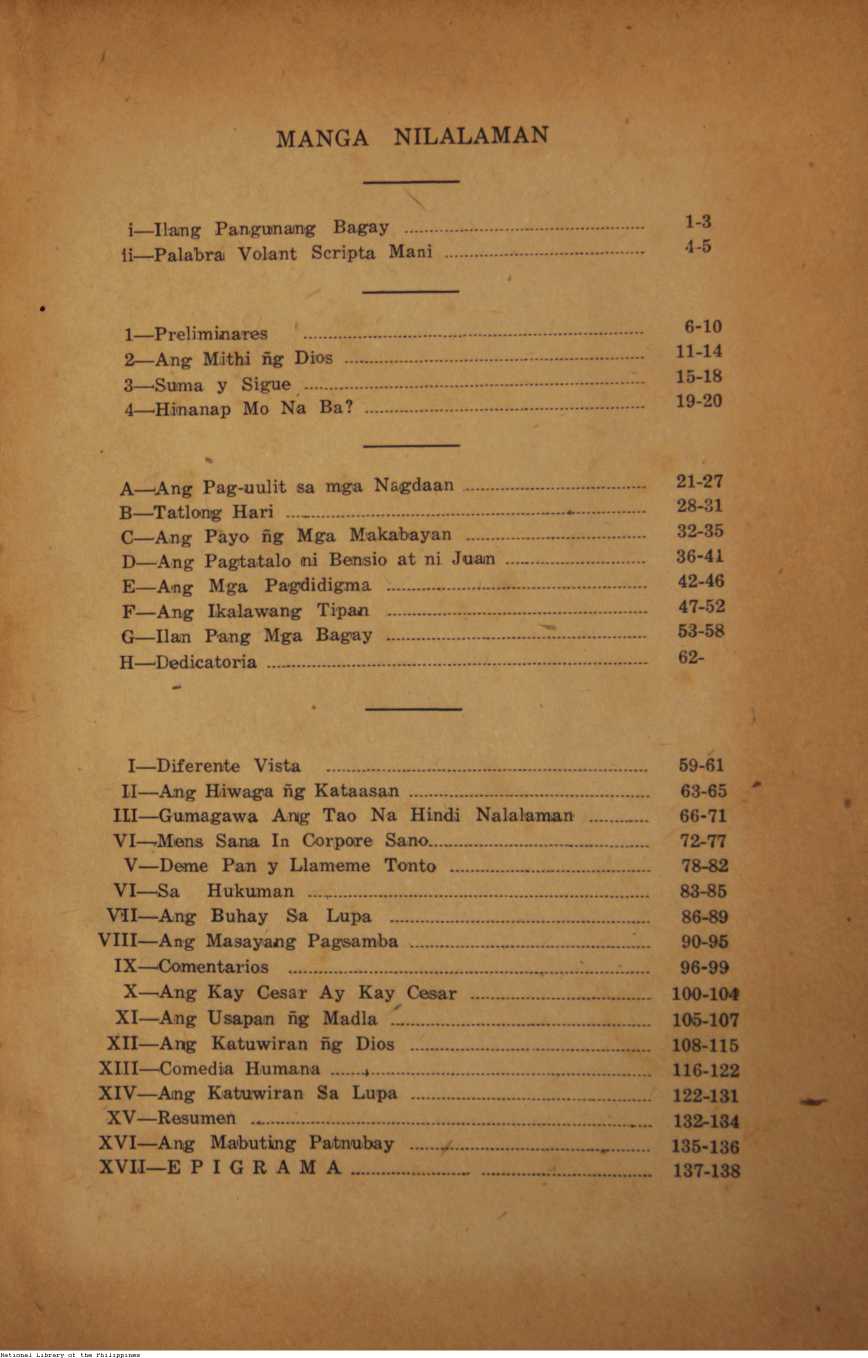 MANGA NILALAMAN
i—Ilang Pangunang Bagay ........ 1-3
ii—Palabra Volant Scripta Mani ........ 4-5
1—Preliminares ........ 6-10
2—Ang Mithi ñg Dios ........ 11-14
3—Suma y Sigue ........ 15-18
4—Hinanap Mo Na Ba? ........ 19-20
A—Ang Pag-uulit sa mga Nagdaan ........ 21-27
B—Tatlong Hari ........ 28-31
C—Ang Payo ñg Mga Makabayan ........ 32-35
D—Ang Pagtatalo ni Bensio at ni Juan ........ 36-41
E—Ang Mga Pagdidigma ........ 42-46
F—Ang Ikalawang Tipan ........ 47-52
G—Ilan Pang Mga Bagay ........ 53-58
H—Dedicatoria ........ 62-
I—Diferente Vista ........ 59-61
II—Ang Hiwaga ñg Kataasan ........ 63-65
III—Gumagawa Ang Tao Na Hindi Nalalaman ........ 66-71
VI—Mens Sana In Corpore Sano ........ 72-77
V—Deme Pan y Llameme Tonto ........ 78-82
VI—Sa Hukuman ........ 83-85
VII—Ang Buhay Sa Lupa ........ 86-89
VIII—Ang Masayang Pagsamba ........ 90-95
IX—Comentarios ........ 96-99
X—Ang Kay Cesar Ay Kay Cesar ........ 100-104
XI—Ang Usapan ñg Madla ........ 105-107
XII—Ang Katuwiran ñg Dios ........ 108-115
XIII—Comedia Humana ........ 116-122
XIV—Ang Katuwiran Sa Lupa ........ 122-131
XV—Resumen ........ 132-134
XVI—Ang Mabuting Patnubay ........ 135-136
XVII—E P I G R A M A ........ 137-138
National Library of the Philippines